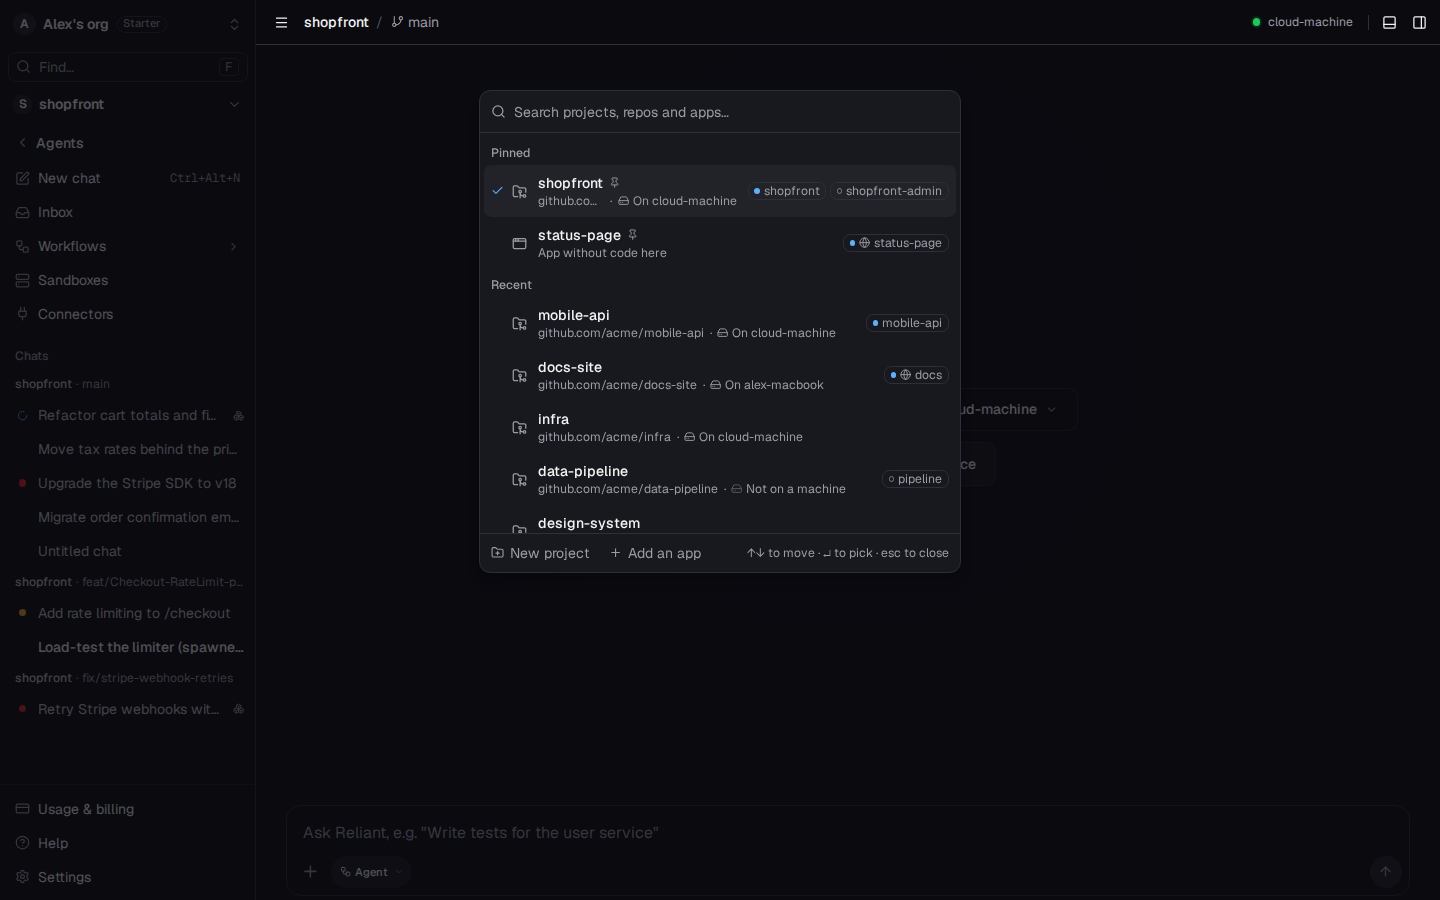 A Alex's org Starter
Find... F
S shopfront
Agents
New chat Ctrl+Alt+N
Inbox
Workflows
Sandboxes
Connectors
Chats
shopfront · main
Refactor cart totals and fi...
Move tax rates behind the pri...
Upgrade the Stripe SDK to v18
Migrate order confirmation em...
Untitled chat
shopfront · feat/Checkout-RateLimit-p...
Add rate limiting to /checkout
Load-test the limiter (spawne...
shopfront · fix/stripe-webhook-retries
Retry Stripe webhooks wit...
Usage & billing
Help
Settings
shopfront / main
cloud-machine
Search projects, repos and apps...
Pinned
shopfront
github.co... · On cloud-machine
shopfront shopfront-admin
status-page
App without code here
status-page
Recent
mobile-api
github.com/acme/mobile-api · On cloud-machine
mobile-api
docs-site
github.com/acme/docs-site · On alex-macbook
docs
infra
github.com/acme/infra · On cloud-machine
data-pipeline
github.com/acme/data-pipeline · Not on a machine
pipeline
design-system
New project + Add an app ↑↓ to move · ↵ to pick · esc to close
ud-machine
ce
Ask Reliant, e.g. "Write tests for the user service"
Agent